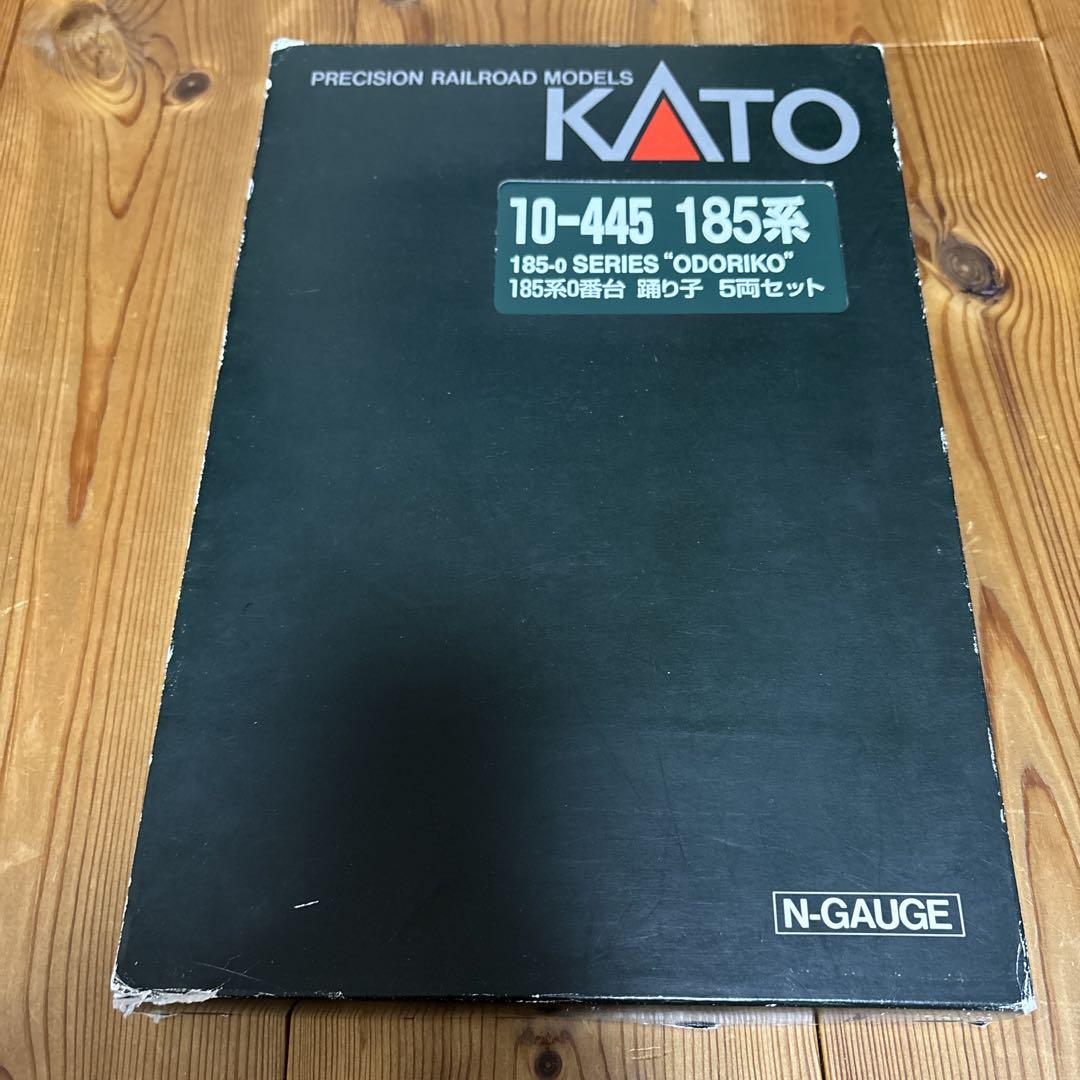 PRECISION RAILROAD MODELS
KATO
10-445 185系
185-0 SERIES "ODORIKO"
185系0番台 踊り子 5両セット
N-GAUGE